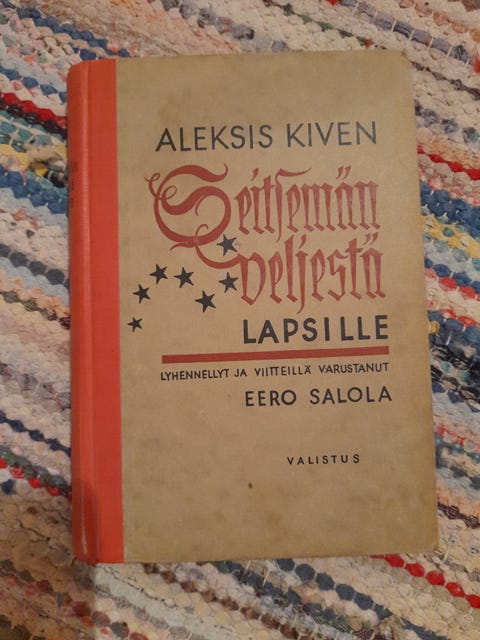 ALEKSIS KIVEN
Seitsemän
veljestä
LAPSILLE
LYHENNELLYT JA VIITTEILLÄ VARUSTANUT
EERO SALOLA
VALISTUS